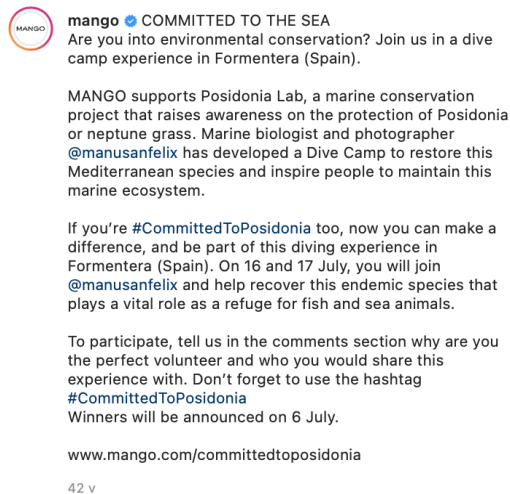 MANGO
mango COMMITTED TO THE SEA
Are you into environmental conservation? Join us in a dive
camp experience in Formentera (Spain).
MANGO supports Posidonia Lab, a marine conservation
project that raises awareness on the protection of Posidonia
or neptune grass. Marine biologist and photographer
@manusanfelix has developed a Dive Camp to restore this
Mediterranean species and inspire people to maintain this
marine ecosystem.
If you’re #CommittedToPosidonia too, now you can make a
difference, and be part of this diving experience in
Formentera (Spain). On 16 and 17 July, you will join
@manusanfelix and help recover this endemic species that
plays a vital role as a refuge for fish and sea animals.
To participate, tell us in the comments section why are you
the perfect volunteer and who you would share this
experience with. Don’t forget to use the hashtag
#CommittedToPosidonia
Winners will be announced on 6 July.
www.mango.com/committedtoposidonia
42 v